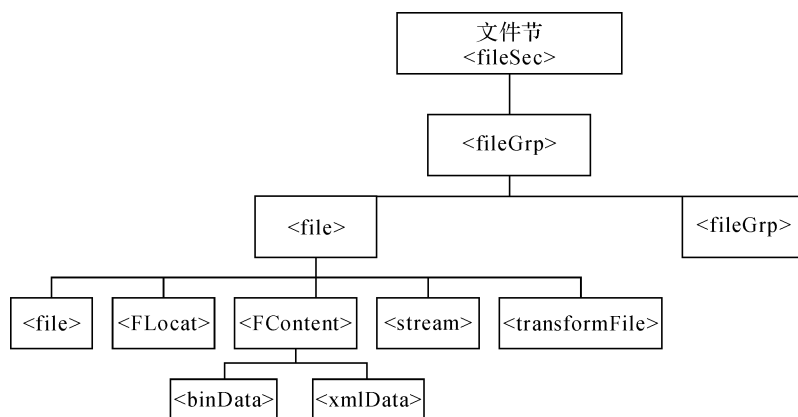 文件节
<fileSec>
<fileGrp>
<file>
<fileGrp>
<file>
<FLocat>
<FContent>
<stream>
<transformFile>
<binData>
<xmlData>